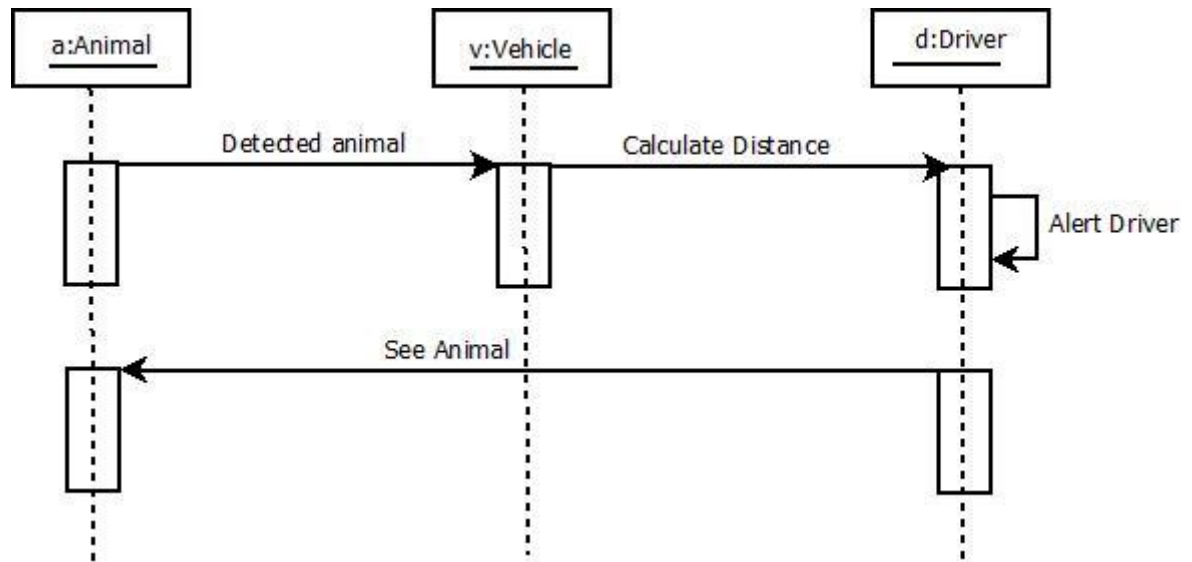 a:Animal
v:Vehicle
d:Driver
Detected animal
Calculate Distance
Alert Driver
See Animal